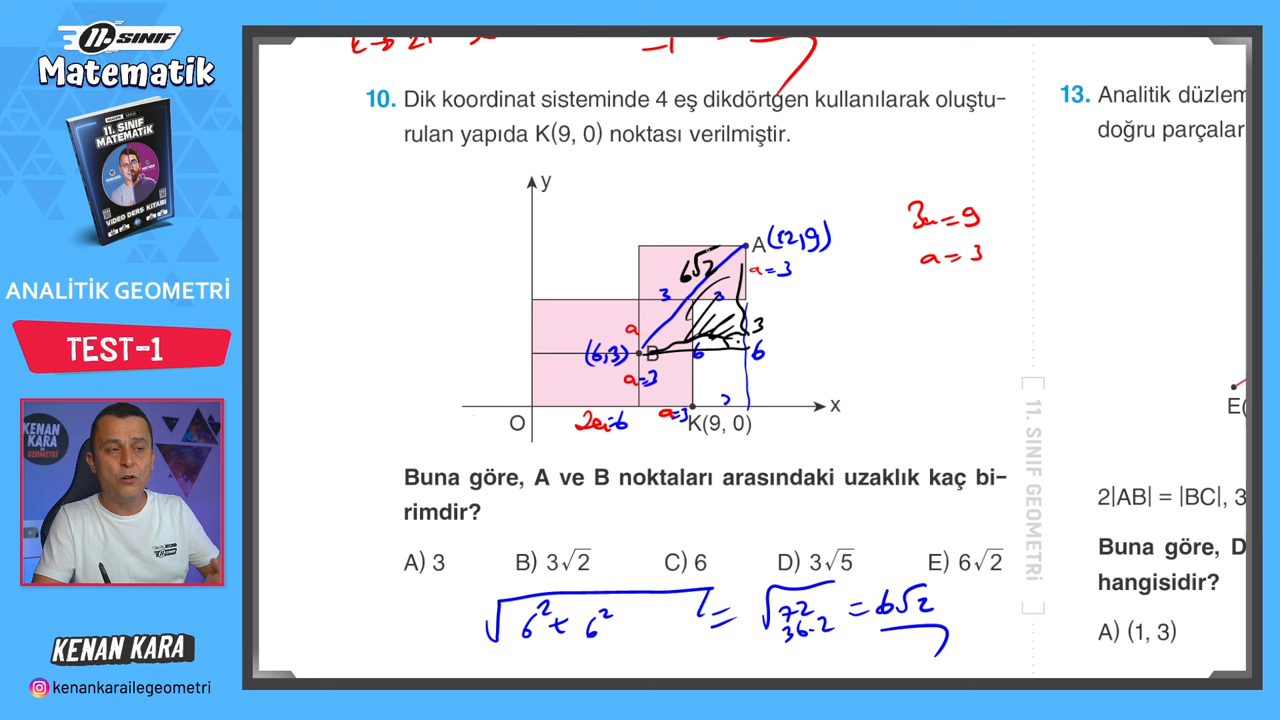 11. SINIF
Matematik
11. SINIF
MATEMATİK
VİDEO DERS KİTABI
ANALİTİK GEOMETRİ
TEST-1
KENAN
KARA
GEOMETRİ
11. SINIF
KENAN KARA
kenankarailegeometri
10. Dik koordinat sisteminde 4 eş dikdörtgen kullanılarak oluştu-
rulan yapıda K(9, 0) noktası verilmiştir.
y
A (12,9)
6√2
a=3
3 3
3a = 9
a = 3
a
3
(6,3) B 6 6
a=3
O 2a=6 a=3 K(9, 0) x
Buna göre, A ve B noktaları arasındaki uzaklık kaç bi-
rimdir?
A) 3 B) 3√2 C) 6 D) 3√5 E) 6√2
√6² + 6² = √72 = 6√2
36·2
11. SINIF GEOMETRİ
13. Analitik düzlem
doğru parçalar
E(
2|AB| = |BC|, 3
Buna göre, D
hangisidir?
A) (1, 3)